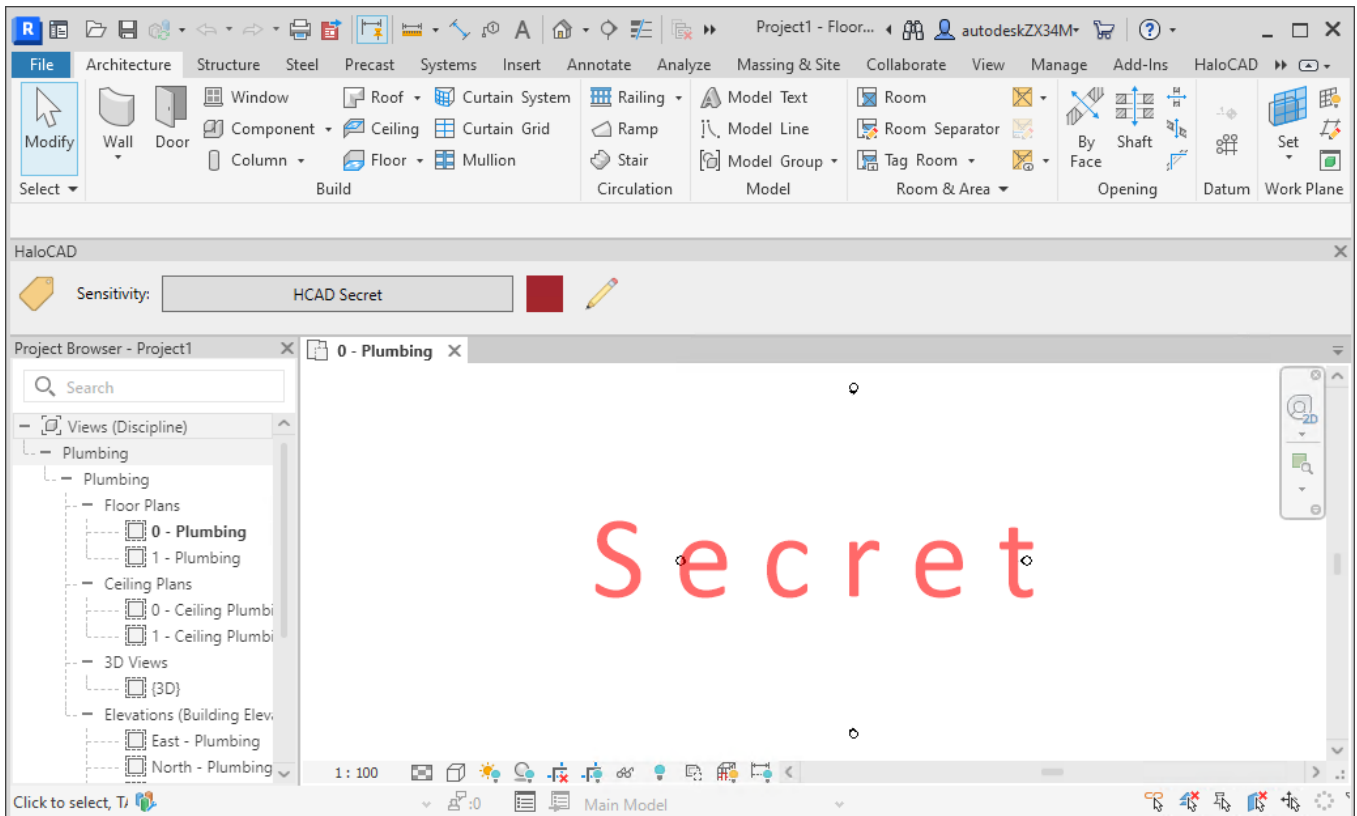 R Project1 - Floor... autodeskZX34M
File Architecture Structure Steel Precast Systems Insert Annotate Analyze Massing & Site Collaborate View Manage Add-Ins HaloCAD
Window Roof Curtain System Railing Model Text Room
Component Ceiling Curtain Grid Ramp Model Line Room Separator
Modify Wall Door By Face Shaft Set
Column Floor Mullion Stair Model Group Tag Room
Select Build Circulation Model Room & Area Opening Datum Work Plane
HaloCAD
Sensitivity: HCAD Secret
Project Browser - Project1 0 - Plumbing
Search
2D
Views (Discipline)
Plumbing
Plumbing
Floor Plans
0 - Plumbing
1 - Plumbing
Secret
Ceiling Plans
0 - Ceiling Plumbi
1 - Ceiling Plumbi
3D Views
{3D}
Elevations (Building Elev
East - Plumbing
North - Plumbing
1 : 100
Click to select, TA :0 Main Model